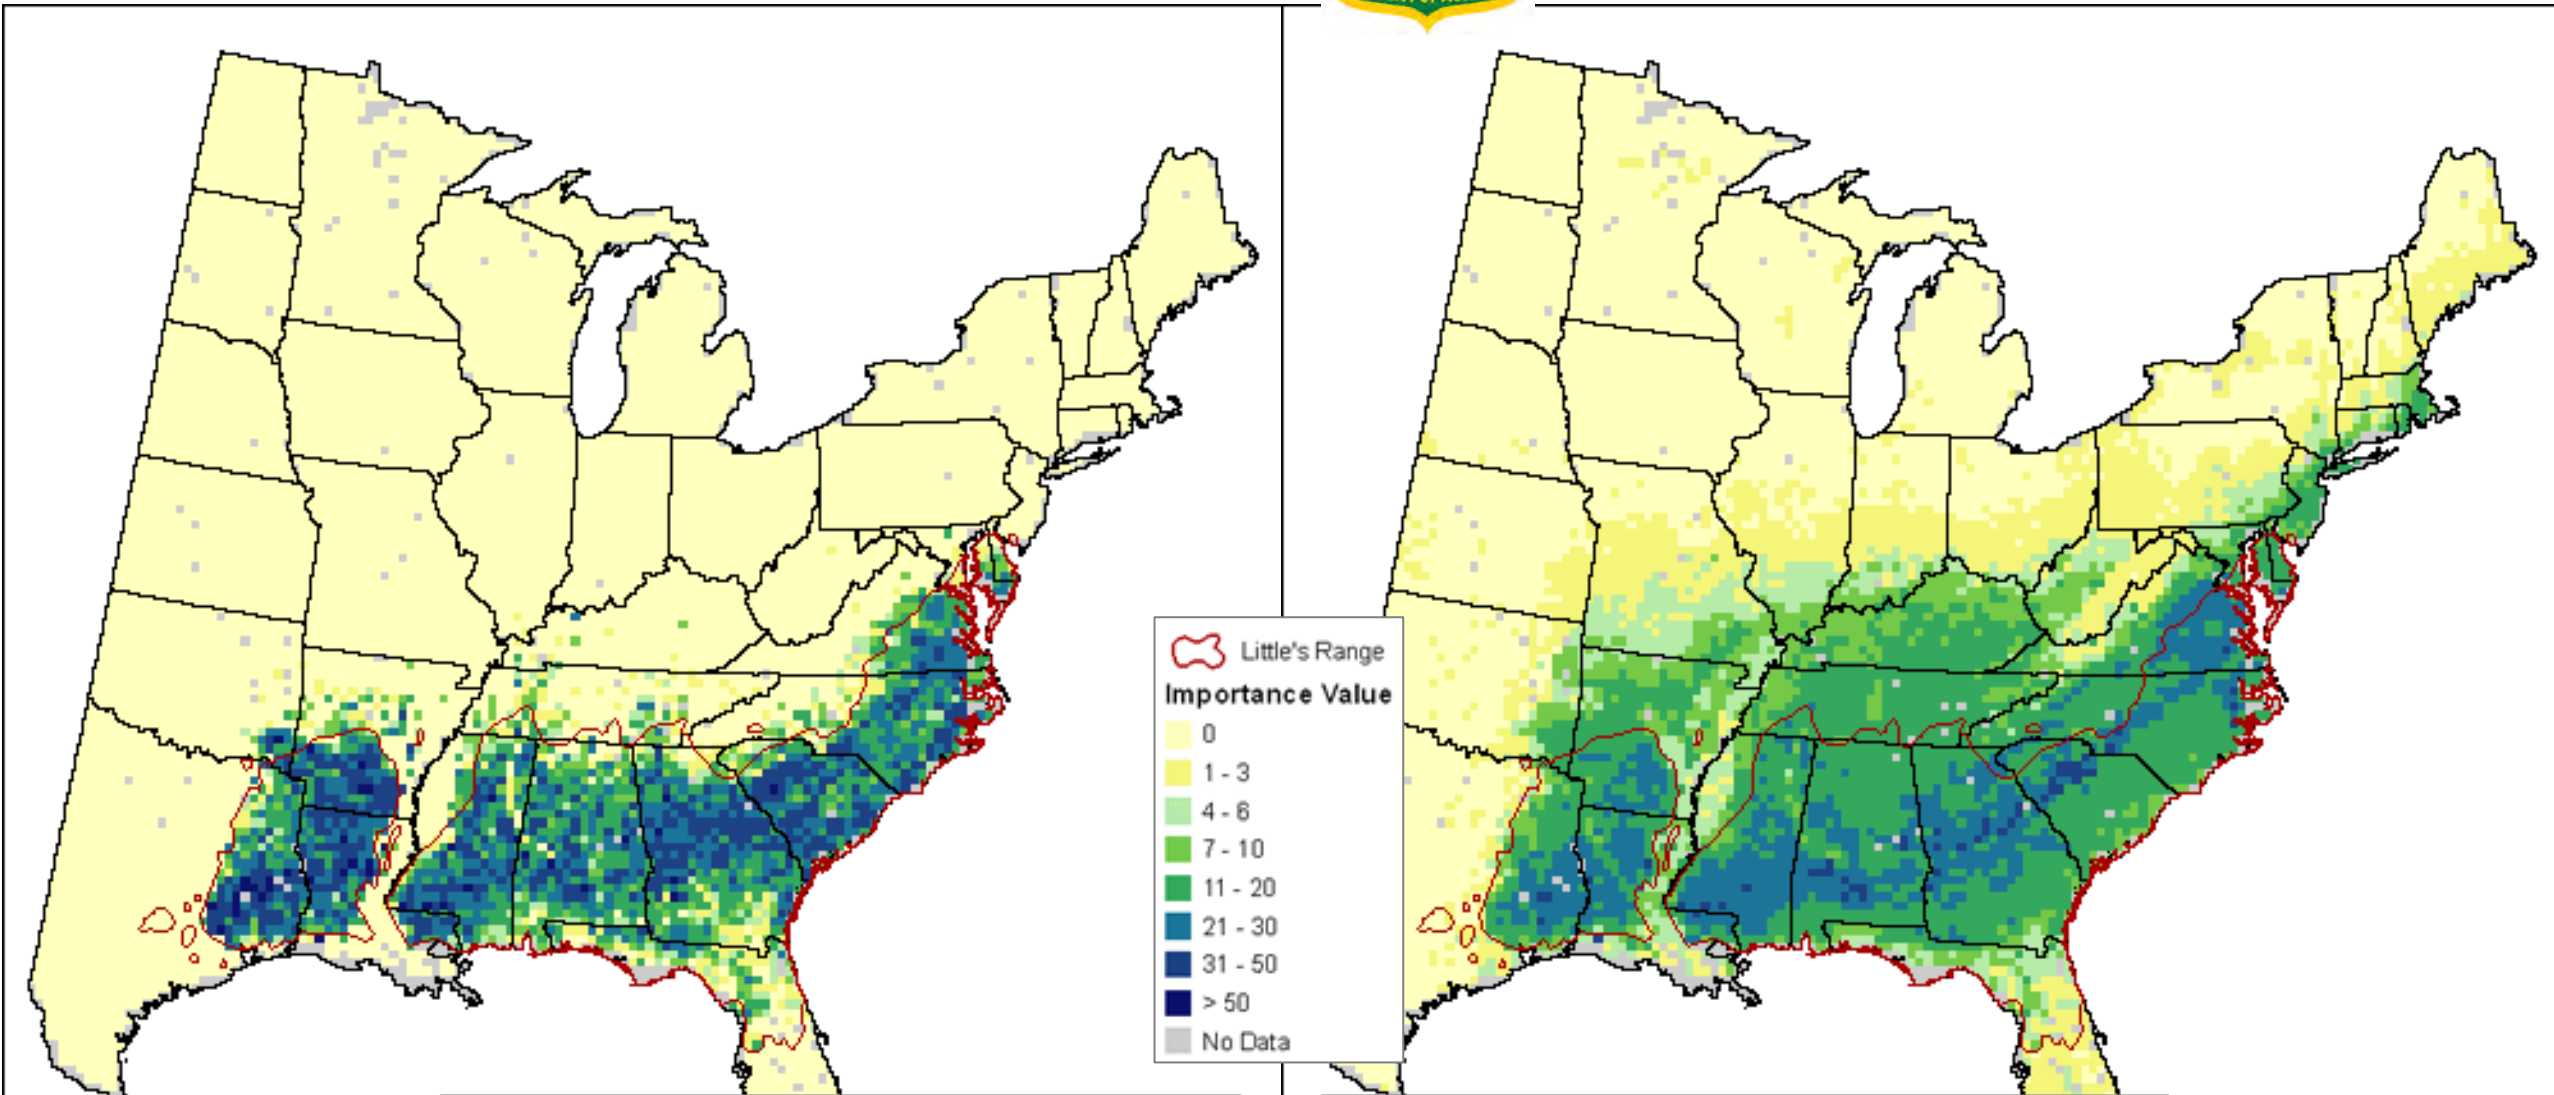 Little's Range
Importance Value
0
1 - 3
4 - 6
7 - 10
11 - 20
21 - 30
31 - 50
> 50
No Data